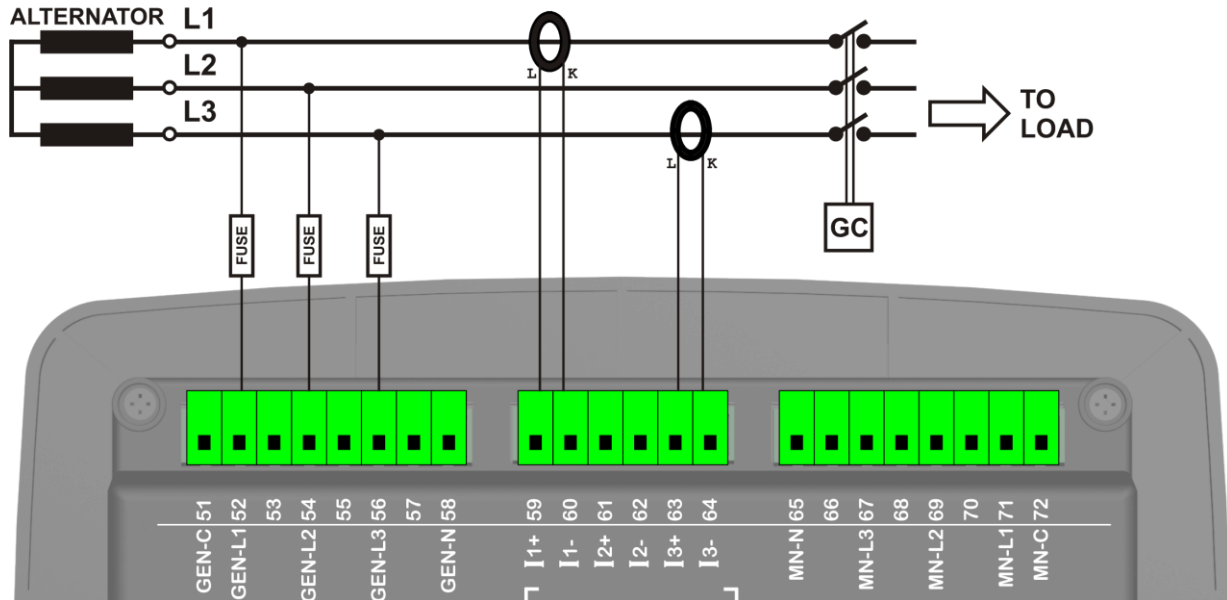 ALTERNATOR L1
L2
L3
L K
L K
TO
LOAD
FUSE FUSE FUSE
GC
51 52 53 54 55 56 57 58 59 60 61 62 63 64 65 66 67 68 69 70 71 72
GEN-C GEN-L1 GEN-L2 GEN-L3 GEN-N I1+ I1- I2+ I2- I3+ I3- MN-N MN-L3 MN-L2 MN-L1 MN-C